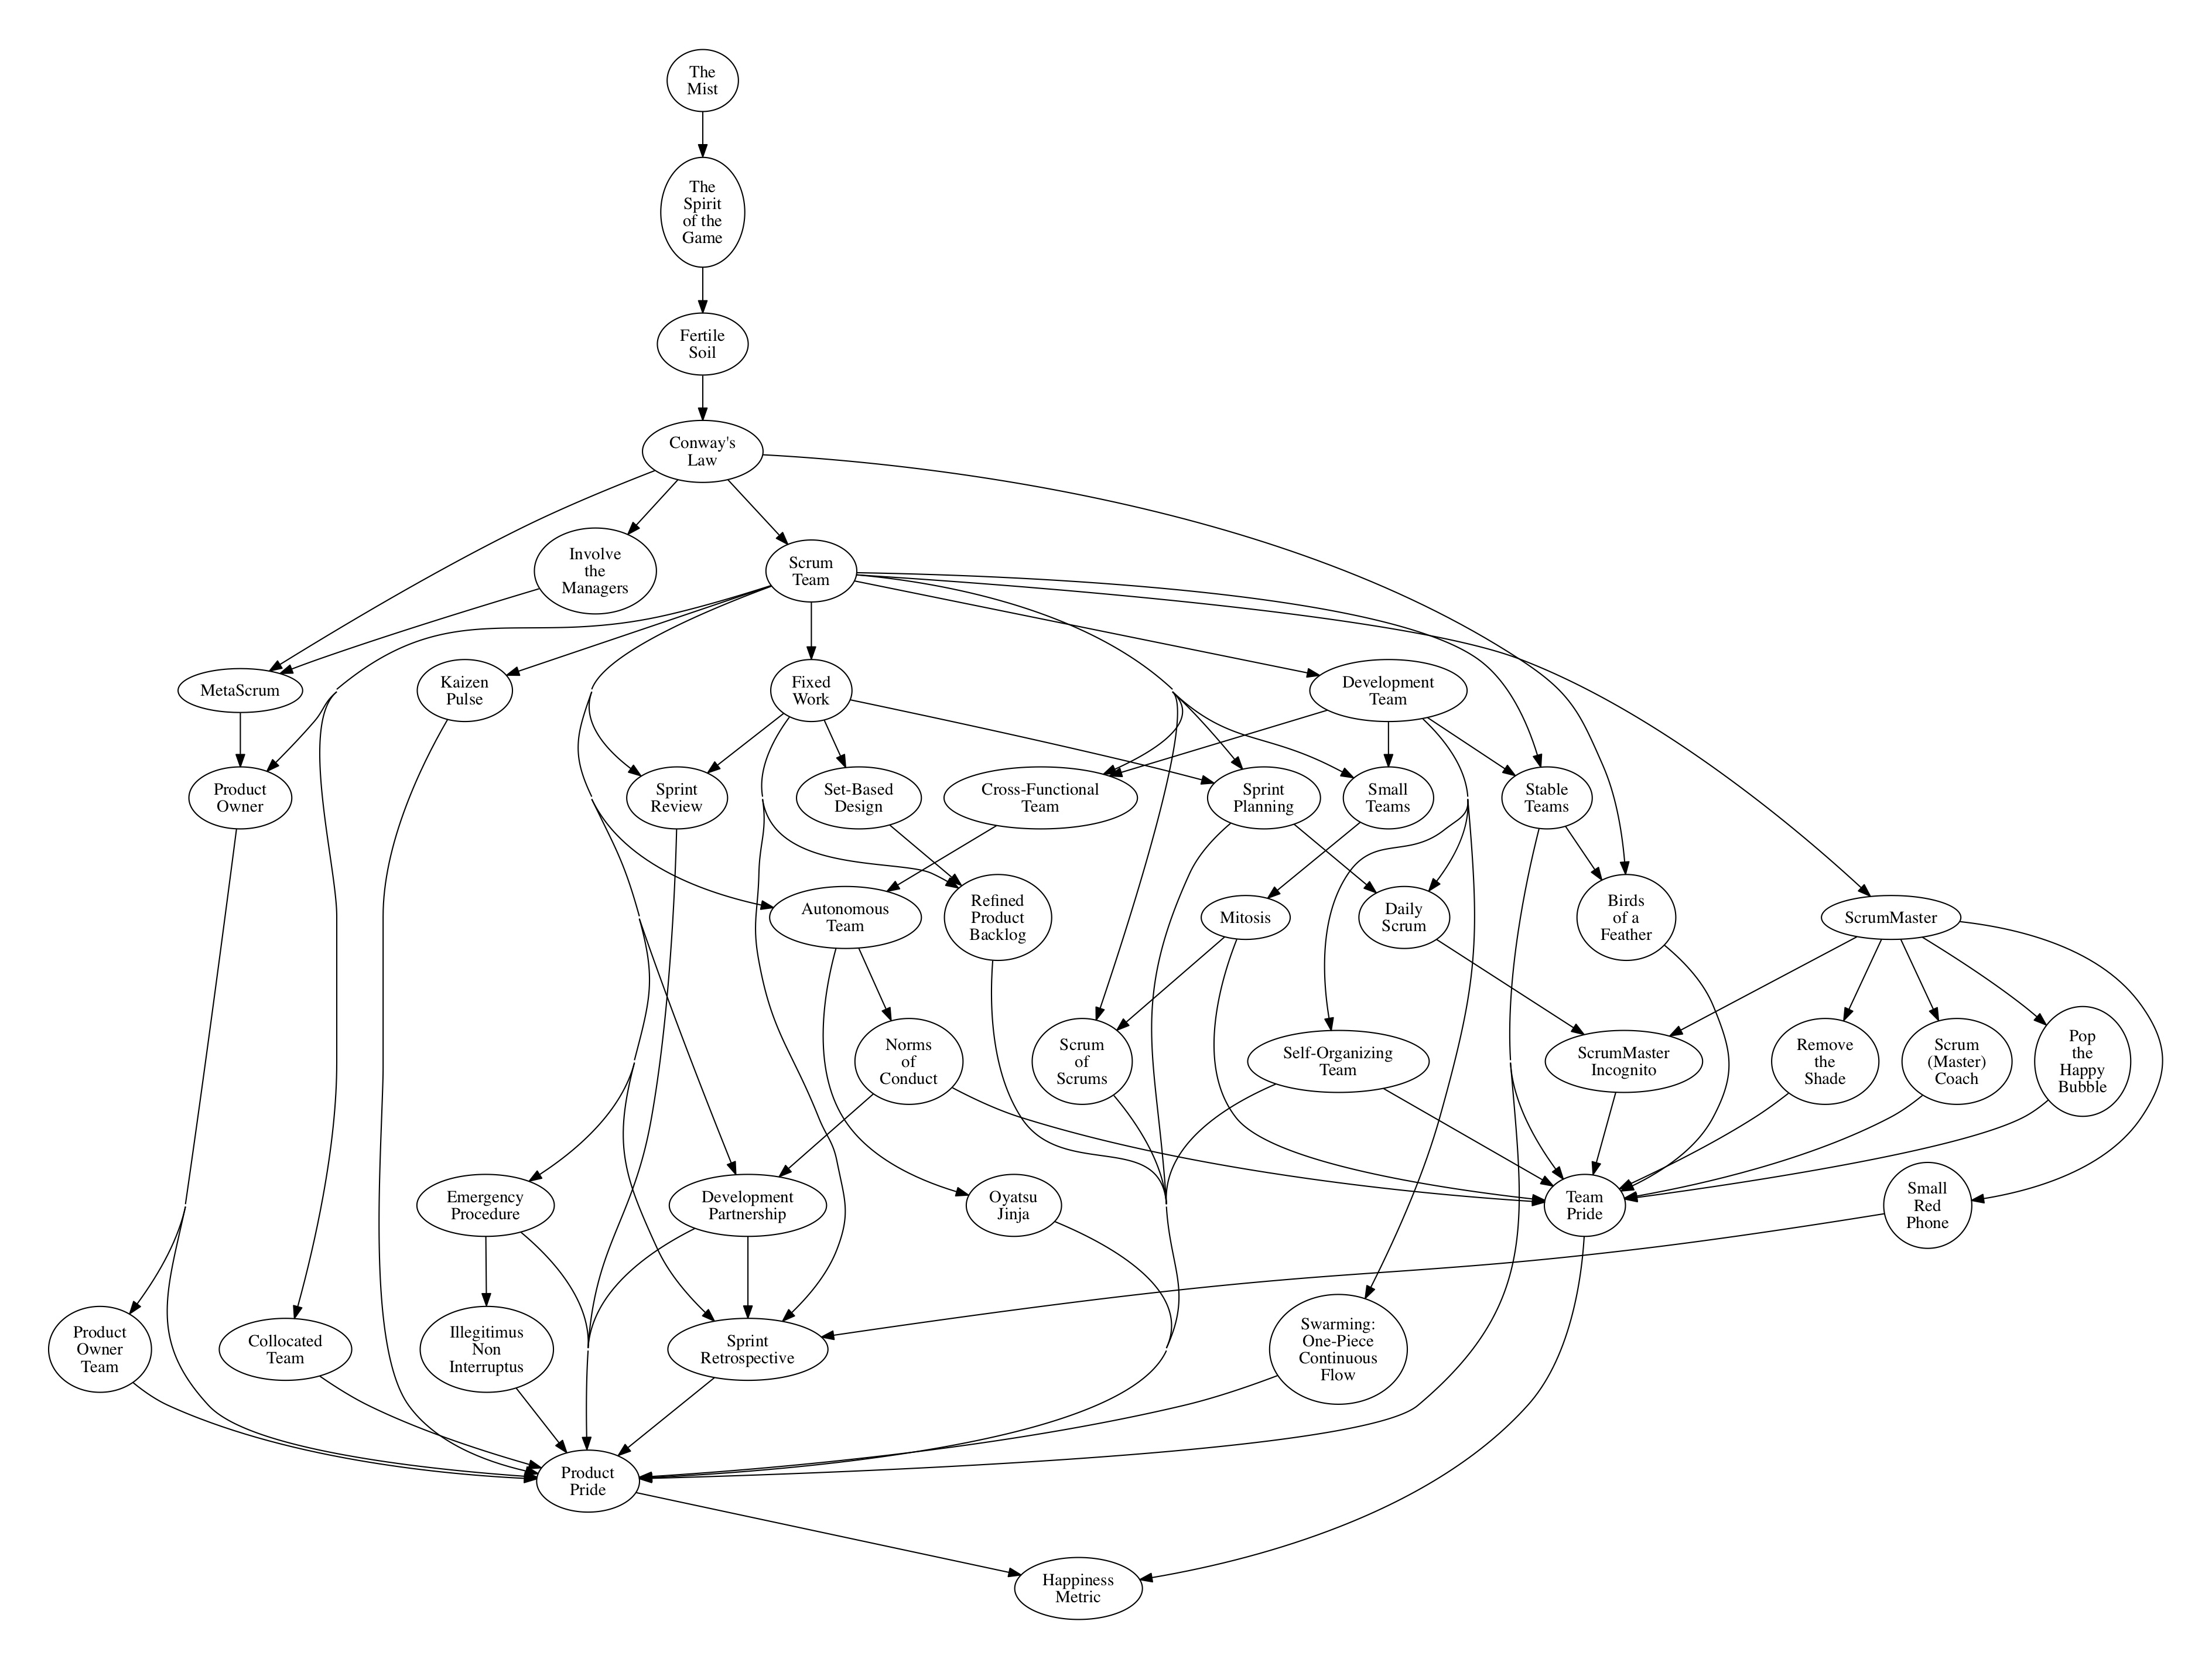 The
Mist
The
Spirit
of the
Game
Fertile
Soil
Conway's
Law
Involve
the
Managers
Scrum
Team
MetaScrum
Kaizen
Pulse
Fixed
Work
Development
Team
Product
Owner
Sprint
Review
Set-Based
Design
Cross-Functional
Team
Sprint
Planning
Small
Teams
Stable
Teams
Autonomous
Team
Refined
Product
Backlog
Mitosis
Daily
Scrum
Birds
of a
Feather
ScrumMaster
Norms
of
Conduct
Scrum
of
Scrums
Self-Organizing
Team
ScrumMaster
Incognito
Remove
the
Shade
Scrum
(Master)
Coach
Pop
the
Happy
Bubble
Emergency
Procedure
Development
Partnership
Oyatsu
Jinja
Team
Pride
Small
Red
Phone
Product
Owner
Team
Collocated
Team
Illegitimus
Non
Interruptus
Sprint
Retrospective
Swarming:
One-Piece
Continuous
Flow
Product
Pride
Happiness
Metric